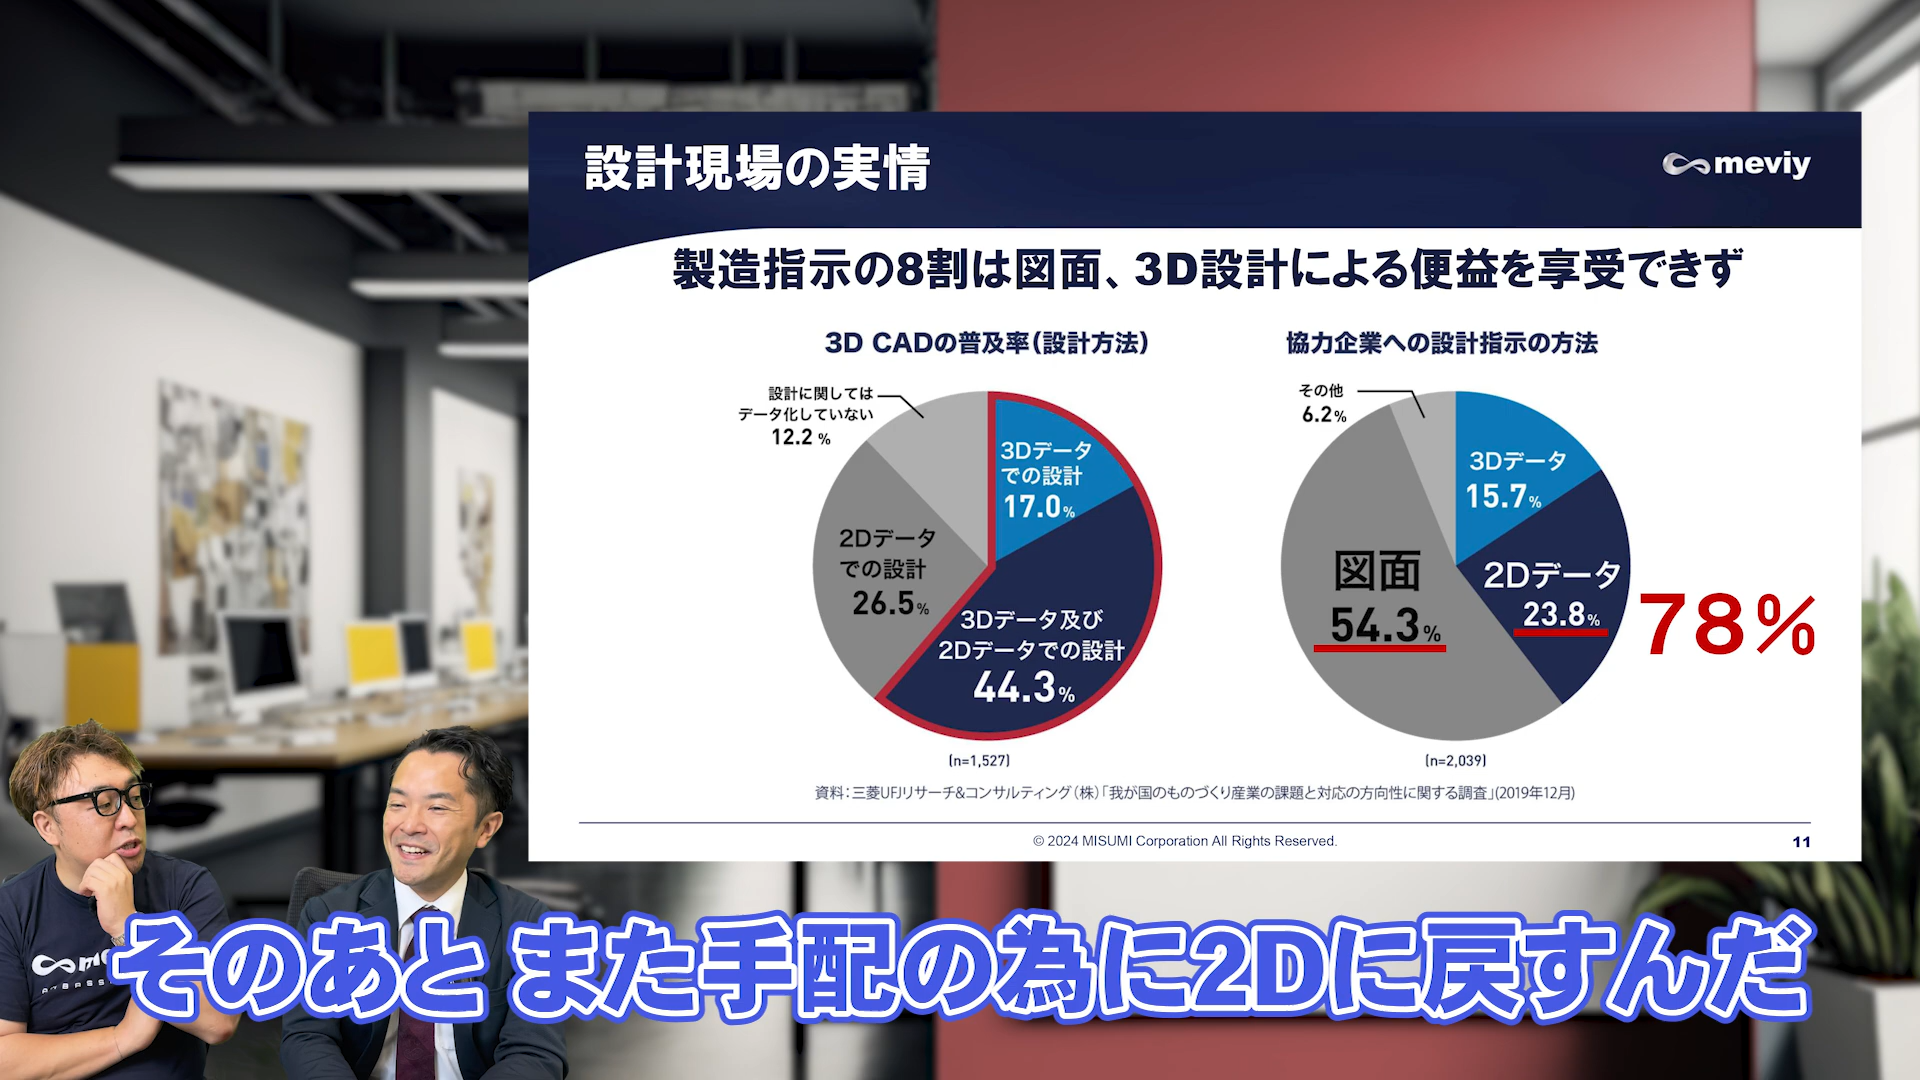 設計現場の実情
meviy
製造指示の8割は図面、3D設計による便益を享受できず
3D CADの普及率(設計方法)
設計に関しては
データ化していない
12.2 %
3Dデータ
での設計
17.0%
2Dデータ
での設計
26.5%
3Dデータ及び
2Dデータでの設計
44.3%
(n=1,527)
協力企業への設計指示の方法
その他
6.2%
3Dデータ
15.7%
図面
54.3%
2Dデータ
23.8%
78%
(n=2,039)
資料:三菱UFJリサーチ&コンサルティング(株)「我が国のものづくり産業の課題と対応の方向性に関する調査」(2019年12月)
© 2024 MISUMI Corporation All Rights Reserved.
11
そのあと また手配の為に2Dに戻すんだ